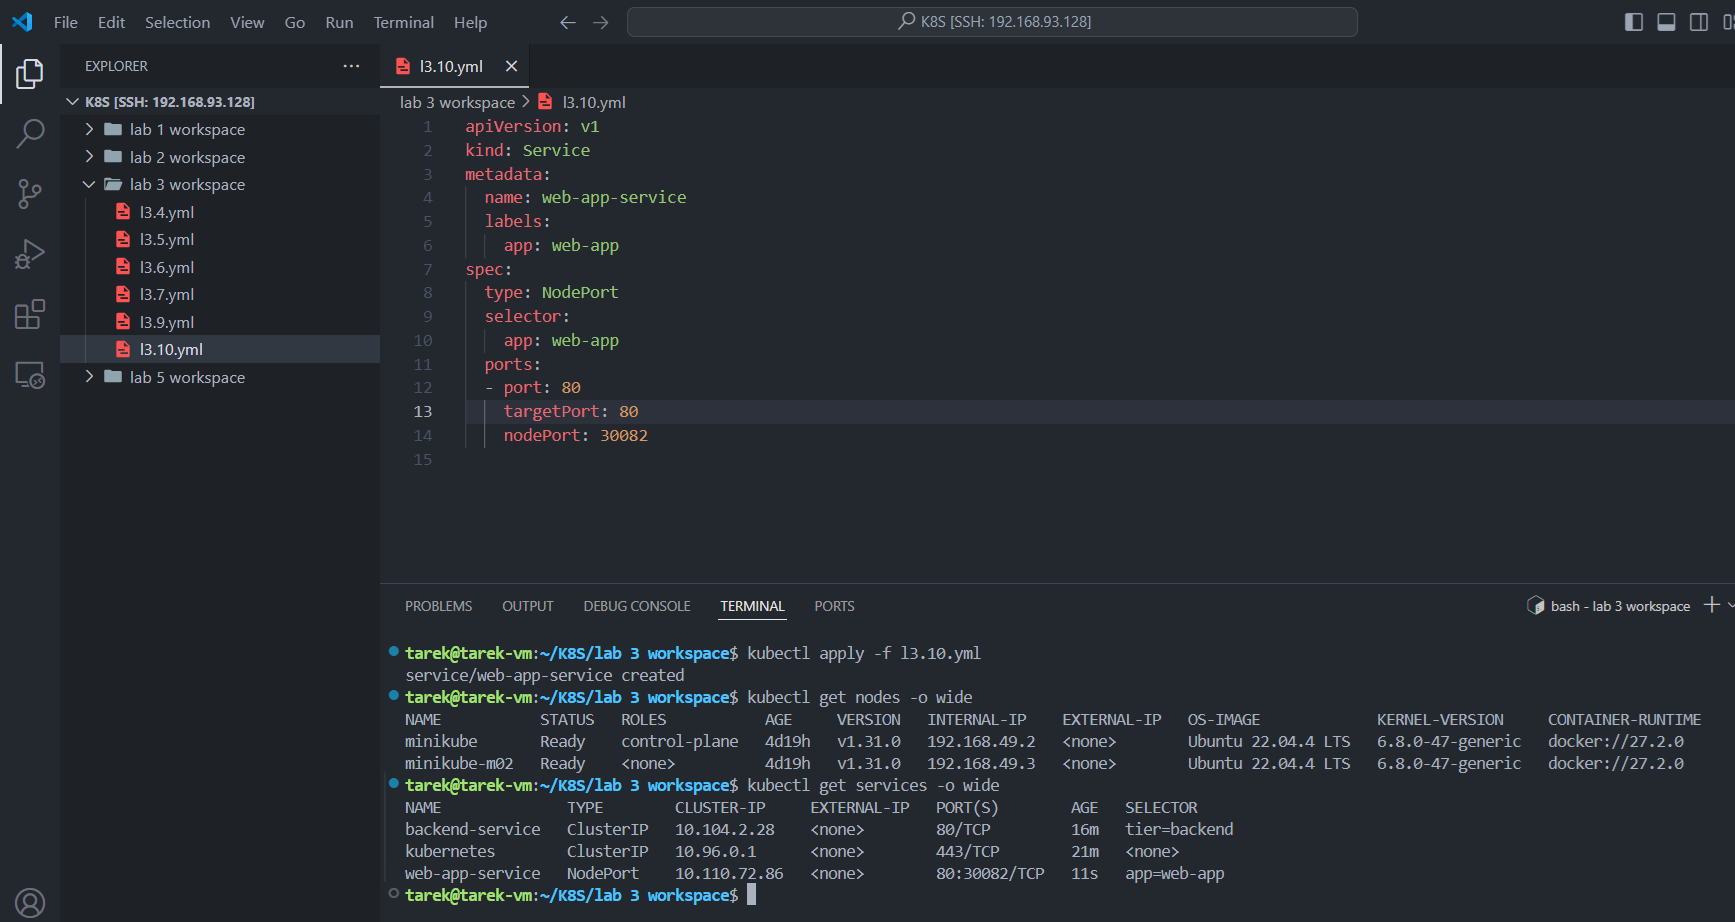 File Edit Selection View Go Run Terminal Help
K8S [SSH: 192.168.93.128]
EXPLORER
K8S [SSH: 192.168.93.128]
lab 1 workspace
lab 2 workspace
lab 3 workspace
l3.4.yml
l3.5.yml
l3.6.yml
l3.7.yml
l3.9.yml
l3.10.yml
lab 5 workspace
l3.10.yml
lab 3 workspace > l3.10.yml
1 apiVersion: v1
2 kind: Service
3 metadata:
4   name: web-app-service
5   labels:
6     app: web-app
7 spec:
8   type: NodePort
9   selector:
10     app: web-app
11   ports:
12   - port: 80
13     targetPort: 80
14     nodePort: 30082
15
PROBLEMS OUTPUT DEBUG CONSOLE TERMINAL PORTS
bash - lab 3 workspace
tarek@tarek-vm:~/K8S/lab 3 workspace$ kubectl apply -f l3.10.yml
service/web-app-service created
tarek@tarek-vm:~/K8S/lab 3 workspace$ kubectl get nodes -o wide
NAME STATUS ROLES AGE VERSION INTERNAL-IP EXTERNAL-IP OS-IMAGE KERNEL-VERSION CONTAINER-RUNTIME
minikube Ready control-plane 4d19h v1.31.0 192.168.49.2 <none> Ubuntu 22.04.4 LTS 6.8.0-47-generic docker://27.2.0
minikube-m02 Ready <none> 4d19h v1.31.0 192.168.49.3 <none> Ubuntu 22.04.4 LTS 6.8.0-47-generic docker://27.2.0
tarek@tarek-vm:~/K8S/lab 3 workspace$ kubectl get services -o wide
NAME TYPE CLUSTER-IP EXTERNAL-IP PORT(S) AGE SELECTOR
backend-service ClusterIP 10.104.2.28 <none> 80/TCP 16m tier=backend
kubernetes ClusterIP 10.96.0.1 <none> 443/TCP 21m <none>
web-app-service NodePort 10.110.72.86 <none> 80:30082/TCP 11s app=web-app
tarek@tarek-vm:~/K8S/lab 3 workspace$